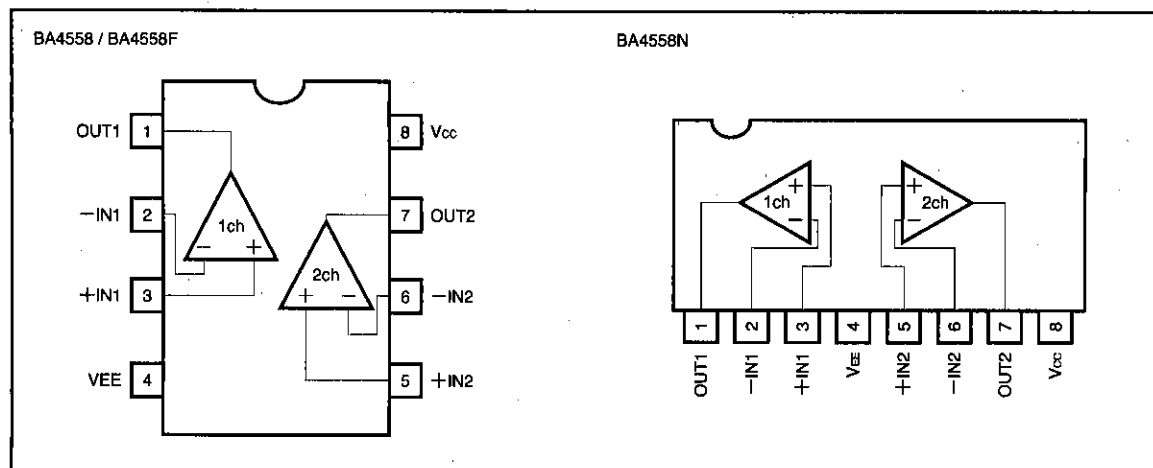 BA4558 / BA4558F
OUT1 1
8 Vcc
-IN1 2
1ch
- +
7 OUT2
+IN1 3
2ch
+ -
6 -IN2
VEE 4
5 +IN2
BA4558N
+
-
1ch
+
-
2ch
1 2 3 4 5 6 7 8
OUT1
-IN1
+IN1
VEE
+IN2
-IN2
OUT2
Vcc